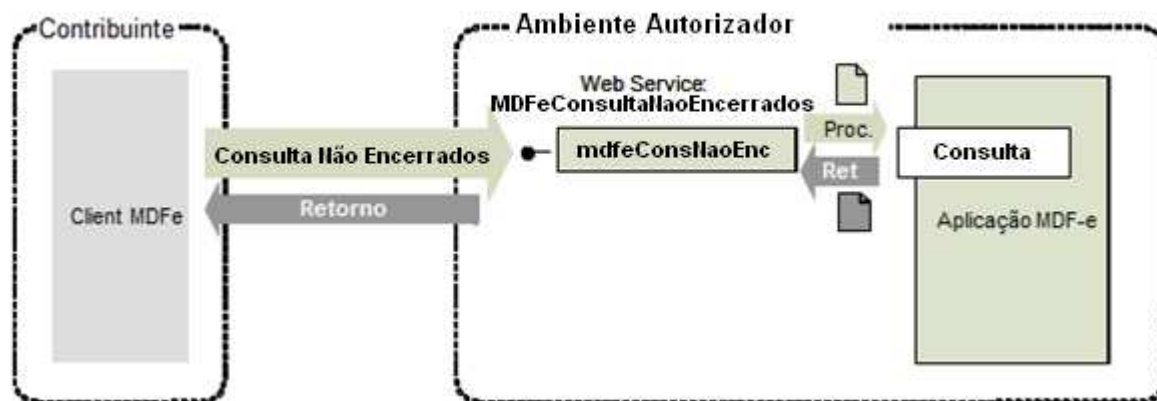 Contribuinte
Ambiente Autorizador
Web Service:
MDFeConsultaNaoEncerrados
Consulta Não Encerrados
mdfeConsNaoEnc
Proc.
Ret
Consulta
Retorno
Client MDFe
Aplicação MDF-e